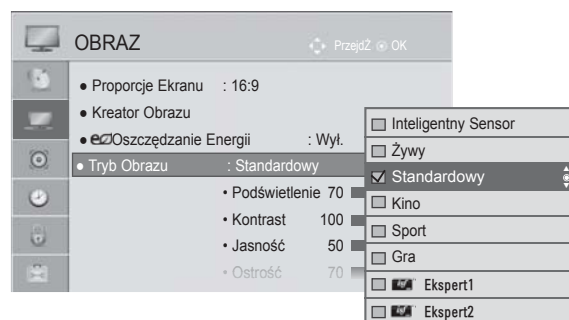 OBRAZ
PrzejdŹ OK
• Proporcje Ekranu : 16:9
• Kreator Obrazu
• eco Oszczędzanie Energii : Wył.
• Tryb Obrazu : Standardowy
• Podświetlenie 70
• Kontrast 100
• Jasność 50
• Ostrość 70
Inteligentny Sensor
Żywy
Standardowy
Kino
Sport
Gra
Ekspert1
Ekspert2